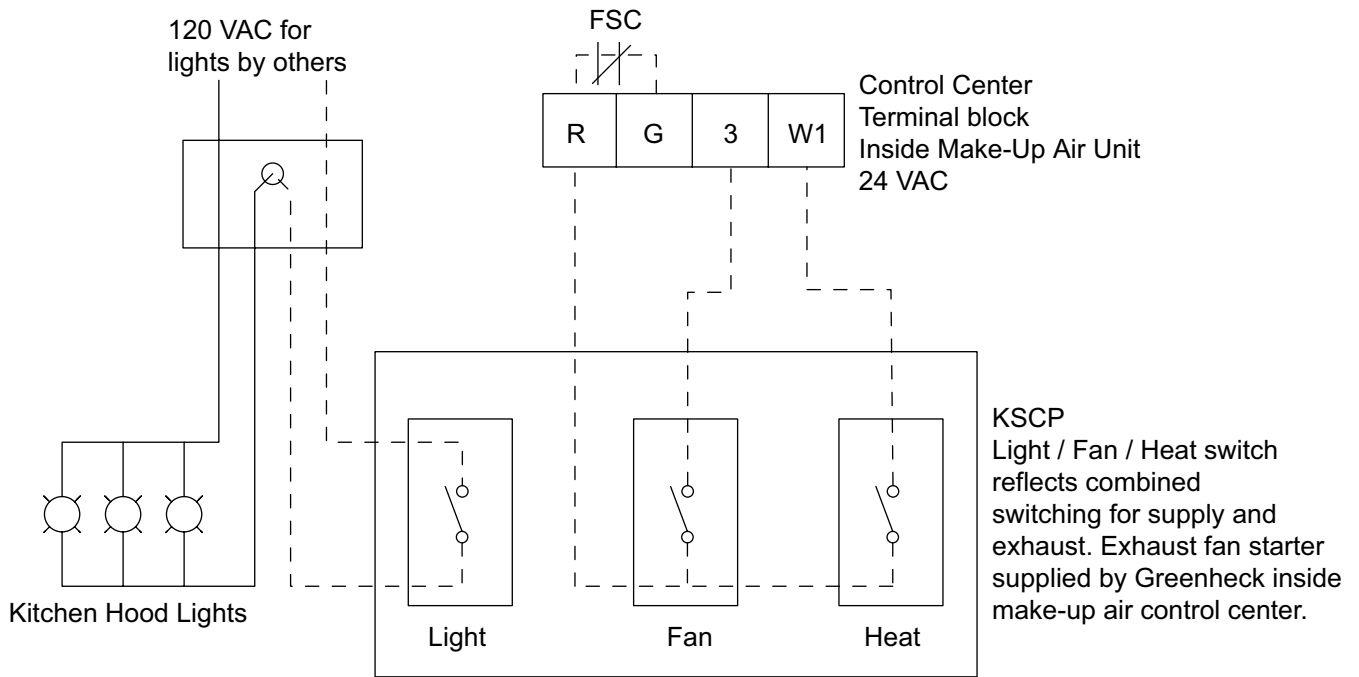 120 VAC for
lights by others
FSC
R G 3 W1
Control Center
Terminal block
Inside Make-Up Air Unit
24 VAC
KSCP
Light / Fan / Heat switch
reflects combined
switching for supply and
exhaust. Exhaust fan starter
supplied by Greenheck inside
make-up air control center.
Kitchen Hood Lights
Light Fan Heat